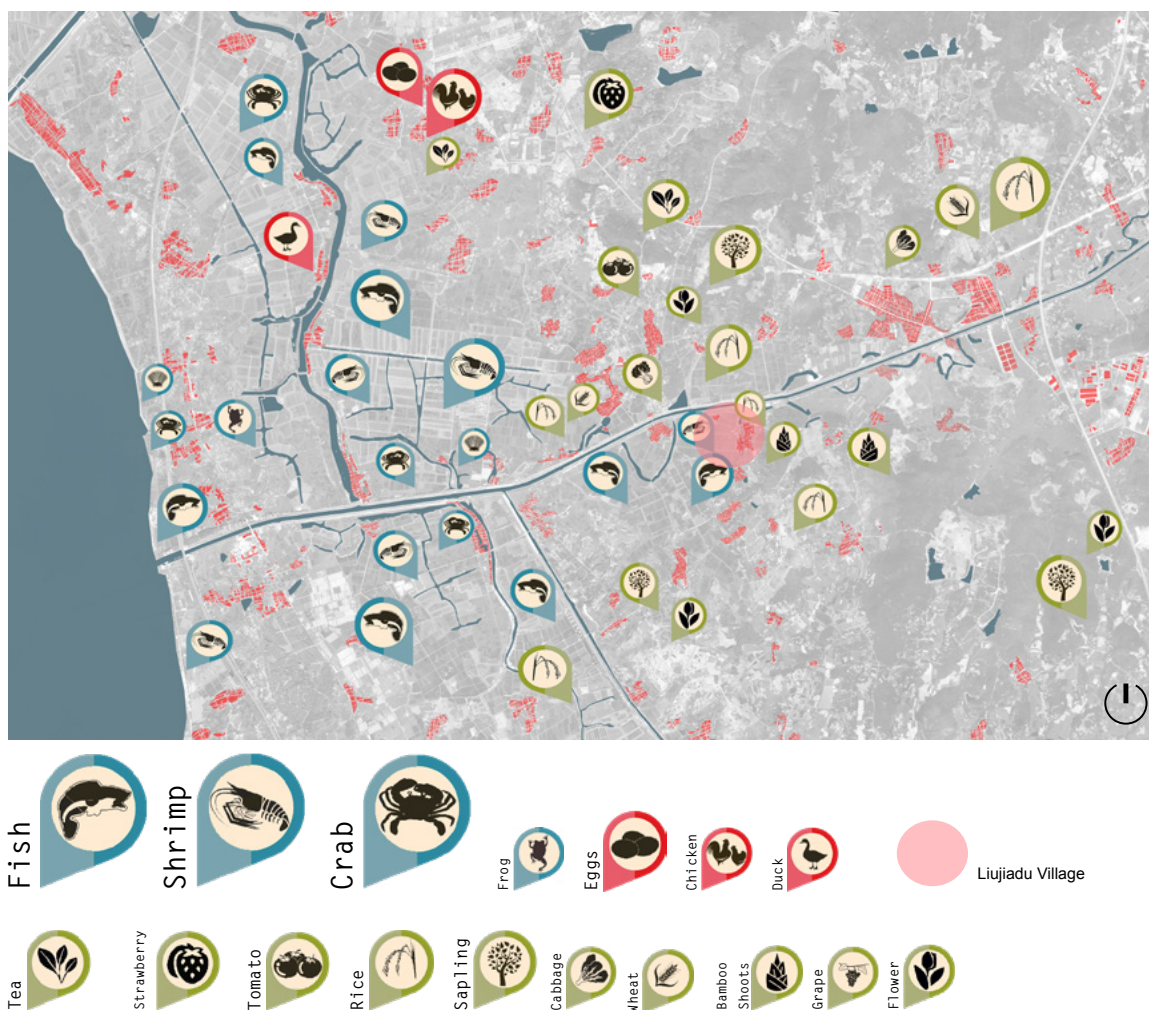 Fish
Shrimp
Crab
Frog
Eggs
Chicken
Duck
Liujiadu Village
Tea
Strawberry
Tomato
Rice
Sapling
Cabbage
Wheat
Bamboo
Shoots
Grape
Flower